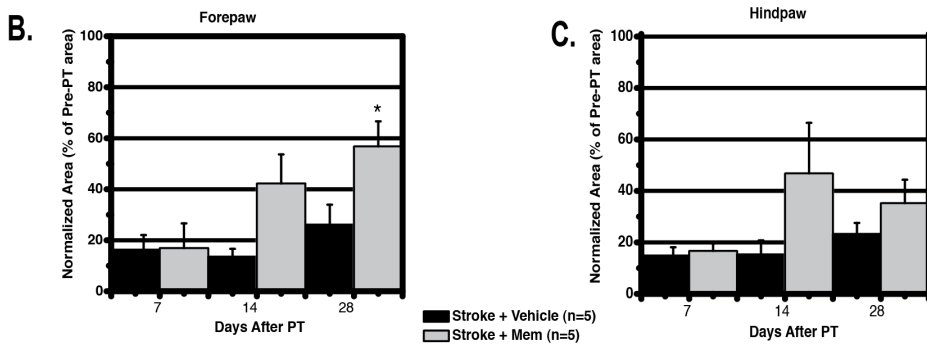 B.
Forepaw
Normalized Area (% of Pre-PT area)
100
80
60
40
20
0
*
7
14
28
Days After PT
Stroke + Vehicle (n=5)
Stroke + Mem (n=5)
C.
Hindpaw
Normalized Area (% of Pre-PT area)
100
80
60
40
20
0
7
14
28
Days After PT